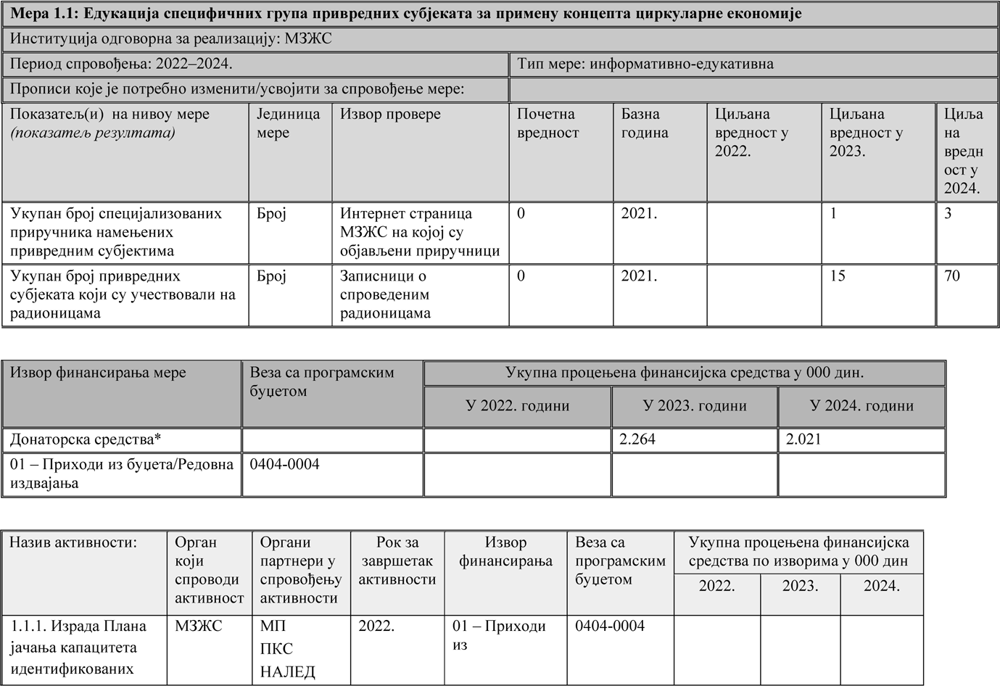 Мера 1.1: Едукација специфичних група привредних субјеката за примену концепта циркуларне економије
Институција одговорна за реализацију: МЗЖС
Период спровођења: 2022–2024.
Тип мере: информативно-едукативна
Прописи које је потребно изменити/усвојити за спровођење мере:
Показатељ(и) на нивоу мере
(показатељ резултата)
Јединица
мере
Извор провере
Почетна
вредност
Базна
година
Циљана
вредност у
2022.
Циљана
вредност у
2023.
Циља
на
вредн
ост у
2024.
Укупан број специјализованих
приручника намењених
привредним субјектима
Број
Интернет страница
МЗЖС на којој су
објављени приручници
0
2021.
1
3
Укупан број привредних
субјеката који су учествовали на
радионицама
Број
Записници о
спроведеним
радионицама
0
2021.
15
70
Извор финансирања мере
Веза са програмским
буџетом
Укупна процењена финансијска средства у 000 дин.
У 2022. години
У 2023. години
У 2024. години
Донаторска средства*
2.264
2.021
01 – Приходи из буџета/Редовна
издвајања
0404-0004
Назив активности:
Орган
који
спроводи
активност
Органи
партнери у
спровођењу
активности
Рок за
завршетак
активности
Извор
финансирања
Веза са
програмским
буџетом
Укупна процењена финансијска
средства по изворима у 000 дин
2022.
2023.
2024.
1.1.1. Израда Плана
јачања капацитета
идентификованих
МЗЖС
МП
ПКС
НАЛЕД
2022.
01 – Приходи
из
0404-0004